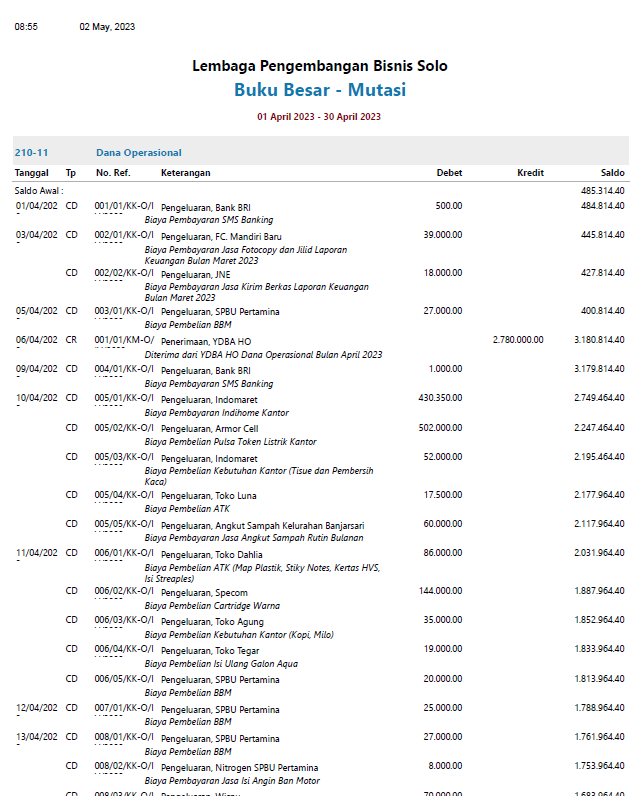 08:55 02 May, 2023
Lembaga Pengembangan Bisnis Solo
Buku Besar - Mutasi
01 April 2023 - 30 April 2023
210-11 Dana Operasional
Tanggal Tp No. Ref. Keterangan Debet Kredit Saldo
Saldo Awal : 485.314.40
01/04/202 CD 001/01/KK-O/I Pengeluaran, Bank BRI 500.00 484.814.40
Biaya Pembayaran SMS Banking
03/04/202 CD 002/01/KK-O/I Pengeluaran, FC. Mandiri Baru 39.000.00 445.814.40
Biaya Pembayaran Jasa Fotocopy dan Jilid Laporan
Keuangan Bulan Maret 2023
CD 002/02/KK-O/I Pengeluaran, JNE 18.000.00 427.814.40
Biaya Pembayaran Jasa Kirim Berkas Laporan Keuangan
Bulan Maret 2023
05/04/202 CD 003/01/KK-O/I Pengeluaran, SPBU Pertamina 27.000.00 400.814.40
Biaya Pembelian BBM
06/04/202 CR 001/01/KM-O/ Penerimaan, YDBA HO 2.780.000.00 3.180.814.40
Diterima dari YDBA HO Dana Operasional Bulan April 2023
09/04/202 CD 004/01/KK-O/I Pengeluaran, Bank BRI 1.000.00 3.179.814.40
Biaya Pembayaran SMS Banking
10/04/202 CD 005/01/KK-O/I Pengeluaran, Indomaret 430.350.00 2.749.464.40
Biaya Pembayaran Indihome Kantor
CD 005/02/KK-O/I Pengeluaran, Armor Cell 502.000.00 2.247.464.40
Biaya Pembelian Pulsa Token Listrik Kantor
CD 005/03/KK-O/I Pengeluaran, Indomaret 52.000.00 2.195.464.40
Biaya Pembelian Kebutuhan Kantor (Tisue dan Pembersih
Kaca)
CD 005/04/KK-O/I Pengeluaran, Toko Luna 17.500.00 2.177.964.40
Biaya Pembelian ATK
CD 005/05/KK-O/I Pengeluaran, Angkut Sampah Kelurahan Banjarsari 60.000.00 2.117.964.40
Biaya Pembayaran Jasa Angkut Sampah Rutin Bulanan
11/04/202 CD 006/01/KK-O/I Pengeluaran, Toko Dahlia 86.000.00 2.031.964.40
Biaya Pembelian ATK (Map Plastik, Stiky Notes, Kertas HVS,
Isi Streaples)
CD 006/02/KK-O/I Pengeluaran, Specom 144.000.00 1.887.964.40
Biaya Pembelian Cartridge Warna
CD 006/03/KK-O/I Pengeluaran, Toko Agung 35.000.00 1.852.964.40
Biaya Pembelian Kebutuhan Kantor (Kopi, Milo)
CD 006/04/KK-O/I Pengeluaran, Toko Tegar 19.000.00 1.833.964.40
Biaya Pembelian Isi Ulang Galon Aqua
CD 006/05/KK-O/I Pengeluaran, SPBU Pertamina 20.000.00 1.813.964.40
Biaya Pembelian BBM
12/04/202 CD 007/01/KK-O/I Pengeluaran, SPBU Pertamina 25.000.00 1.788.964.40
Biaya Pembelian BBM
13/04/202 CD 008/01/KK-O/I Pengeluaran, SPBU Pertamina 27.000.00 1.761.964.40
Biaya Pembelian BBM
CD 008/02/KK-O/I Pengeluaran, Nitrogen SPBU Pertamina 8.000.00 1.753.964.40
Biaya Pembayaran Jasa Isi Angin Ban Motor
CD 008/03/KK-O/I Pengeluaran, 70.000.00 1.683.964.40